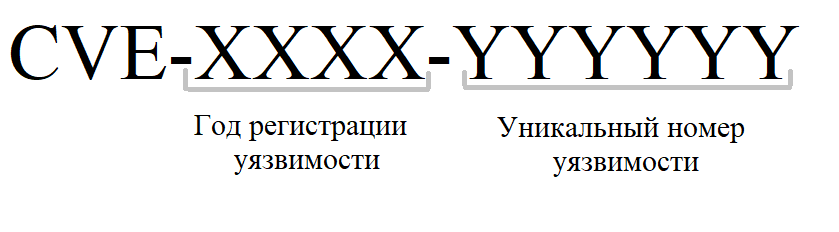 CVE-XXXX-YYYYYY
Год регистрации уязвимости
Уникальный номер уязвимости